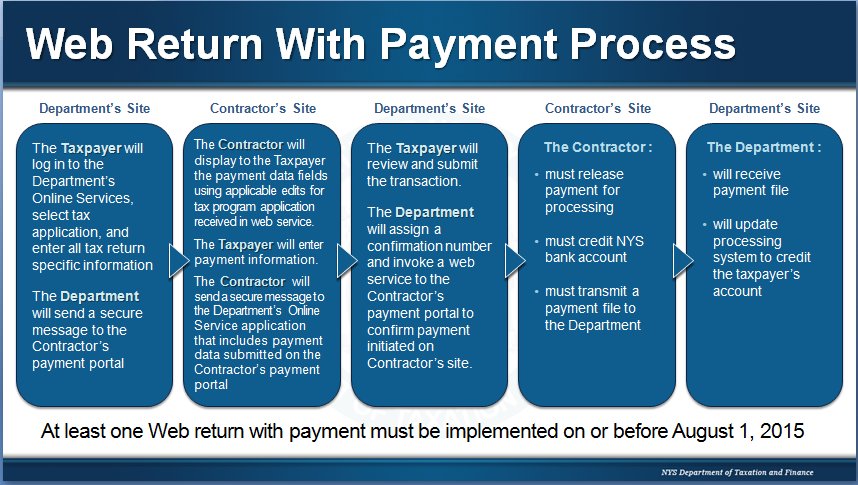 Web Return With Payment Process
Department's Site
The Taxpayer will
log in to the
Department's
Online Services,
select tax
application, and
enter all tax return
specific information
The Department
will send a secure
message to the
Contractor's
payment portal
Contractor's Site
The Contractor will
display to the Taxpayer
the payment data fields
using applicable edits for
tax program application
received in web service.
The Taxpayer will enter
payment information.
The Contractor will
send a secure message to
the Department's Online
Service application
that includes payment
data submitted on the
Contractor's payment
portal
Department's Site
The Taxpayer will
review and submit
the transaction.
The Department
will assign a
confirmation number
and invoke a web
service to the
Contractor's
payment portal to
confirm payment
initiated on
Contractor's site.
Contractor's Site
The Contractor :
• must release
payment for
processing
• must credit NYS
bank account
• must transmit a
payment file to
the Department
Department's Site
The Department :
• will receive
payment file
• will update
processing
system to credit
the taxpayer's
account
At least one Web return with payment must be implemented on or before August 1, 2015
NYS Department of Taxation and Finance